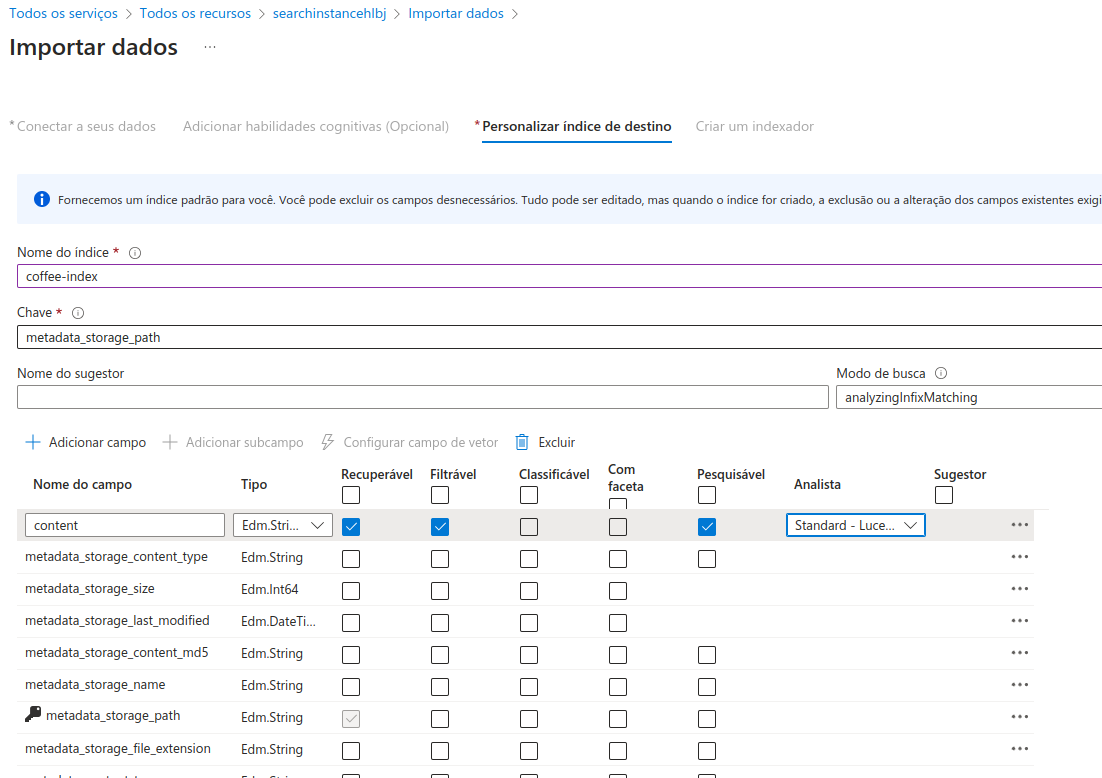 Todos os serviços > Todos os recursos > searchinstancehlbj > Importar dados >
Importar dados ...
*Conectar a seus dados Adicionar habilidades cognitivas (Opcional) *Personalizar índice de destino Criar um indexador
Fornecemos um índice padrão para você. Você pode excluir os campos desnecessários. Tudo pode ser editado, mas quando o índice for criado, a exclusão ou a alteração dos campos existentes exigi
Nome do índice *
coffee-index
Chave *
metadata_storage_path
Nome do sugestor Modo de busca
analyzingInfixMatching
Adicionar campo Adicionar subcampo Configurar campo de vetor Excluir
Nome do campo Tipo Recuperável Filtrável Classificável Com faceta Pesquisável Analista Sugestor
content Edm.Stri... Standard - Luce... ...
metadata_storage_content_type Edm.String ...
metadata_storage_size Edm.Int64 ...
metadata_storage_last_modified Edm.DateTi... ...
metadata_storage_content_md5 Edm.String ...
metadata_storage_name Edm.String ...
metadata_storage_path Edm.String ...
metadata_storage_file_extension Edm.String ...